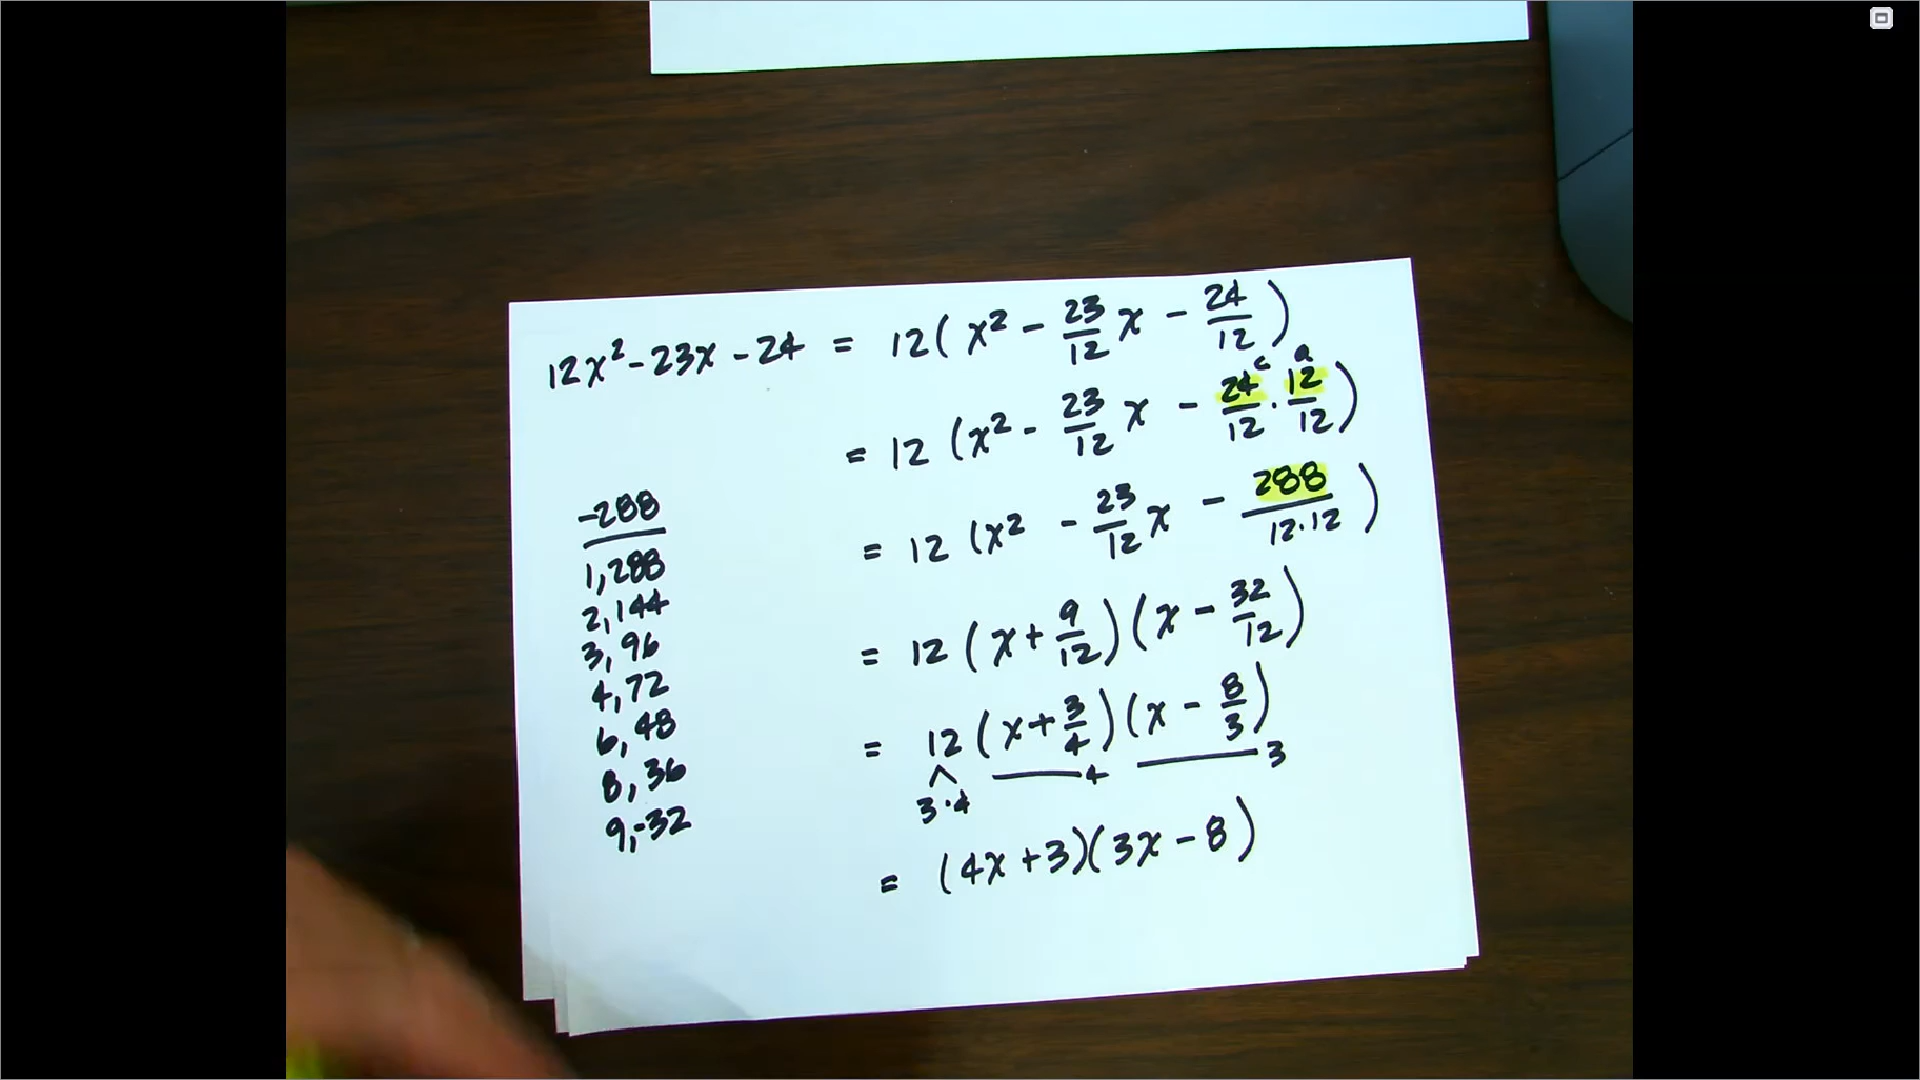 12x² - 23x - 24 = 12(x² - 23/12 x - 24/12)
= 12(x² - 23/12 x - 24/12 · 12/12)
c a
= 12(x² - 23/12 x - 288/12·12)
= 12(x + 9/12)(x - 32/12)
= 12(x + 3/4)(x - 8/3)
3·4 4 3
= (4x + 3)(3x - 8)
-288
1, 288
2, 144
3, 96
4, 72
6, 48
8, 36
9, -32